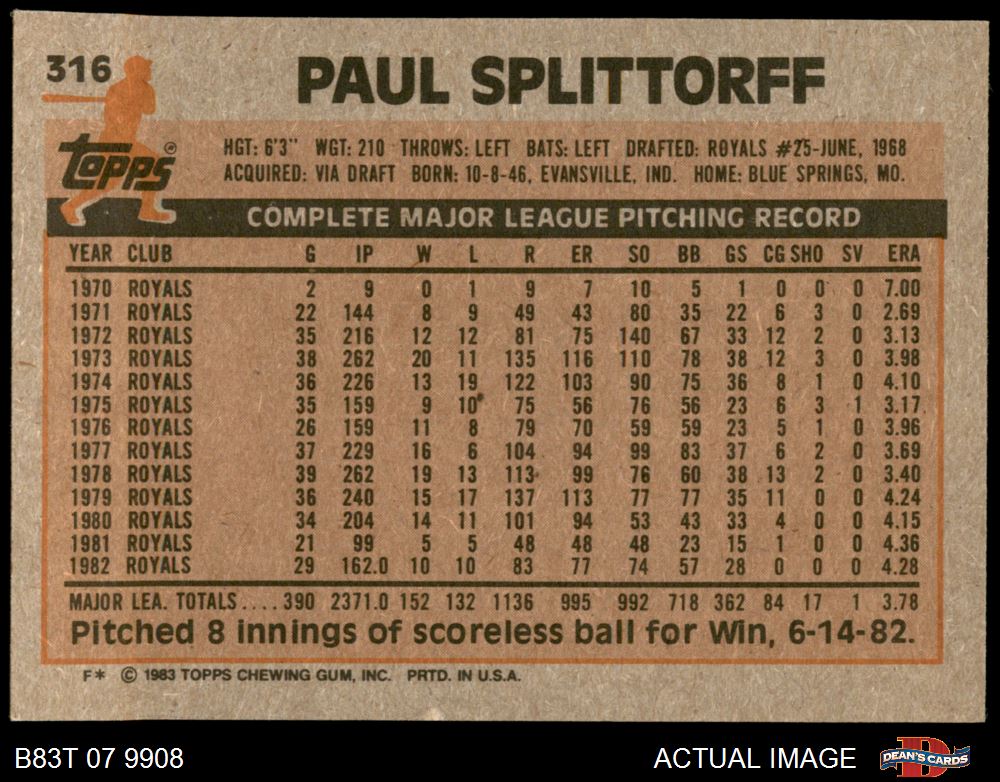 316
PAUL SPLITTORFF
Topps®
HGT: 6'3" WGT: 210 THROWS: LEFT BATS: LEFT DRAFTED: ROYALS #25-JUNE, 1968
ACQUIRED: VIA DRAFT BORN: 10-8-46, EVANSVILLE, IND. HOME: BLUE SPRINGS, MO.
COMPLETE MAJOR LEAGUE PITCHING RECORD
YEAR CLUB G IP W L R ER SO BB GS CG SHO SV ERA
1970 ROYALS 2 9 0 1 9 7 10 5 1 0 0 0 7.00
1971 ROYALS 22 144 8 9 49 43 80 35 22 6 3 0 2.69
1972 ROYALS 35 216 12 12 81 75 140 67 33 12 2 0 3.13
1973 ROYALS 38 262 20 11 135 116 110 78 38 12 3 0 3.98
1974 ROYALS 36 226 13 19 122 103 90 75 36 8 1 0 4.10
1975 ROYALS 35 159 9 10 75 56 76 56 23 6 3 1 3.17
1976 ROYALS 26 159 11 8 79 70 59 59 23 5 1 0 3.96
1977 ROYALS 37 229 16 6 104 94 99 83 37 6 2 0 3.69
1978 ROYALS 39 262 19 13 113 99 76 60 38 13 2 0 3.40
1979 ROYALS 36 240 15 17 137 113 77 77 35 11 0 0 4.24
1980 ROYALS 34 204 14 11 101 94 53 43 33 4 0 0 4.15
1981 ROYALS 21 99 5 5 48 48 48 23 15 1 0 0 4.36
1982 ROYALS 29 162.0 10 10 83 77 74 57 28 0 0 0 4.28
MAJOR LEA. TOTALS.... 390 2371.0 152 132 1136 995 992 718 362 84 17 1 3.78
Pitched 8 innings of scoreless ball for Win, 6-14-82.
F* © 1983 TOPPS CHEWING GUM, INC. PRTD. IN U.S.A.
B83T 07 9908 ACTUAL IMAGE DEAN'S CARDS